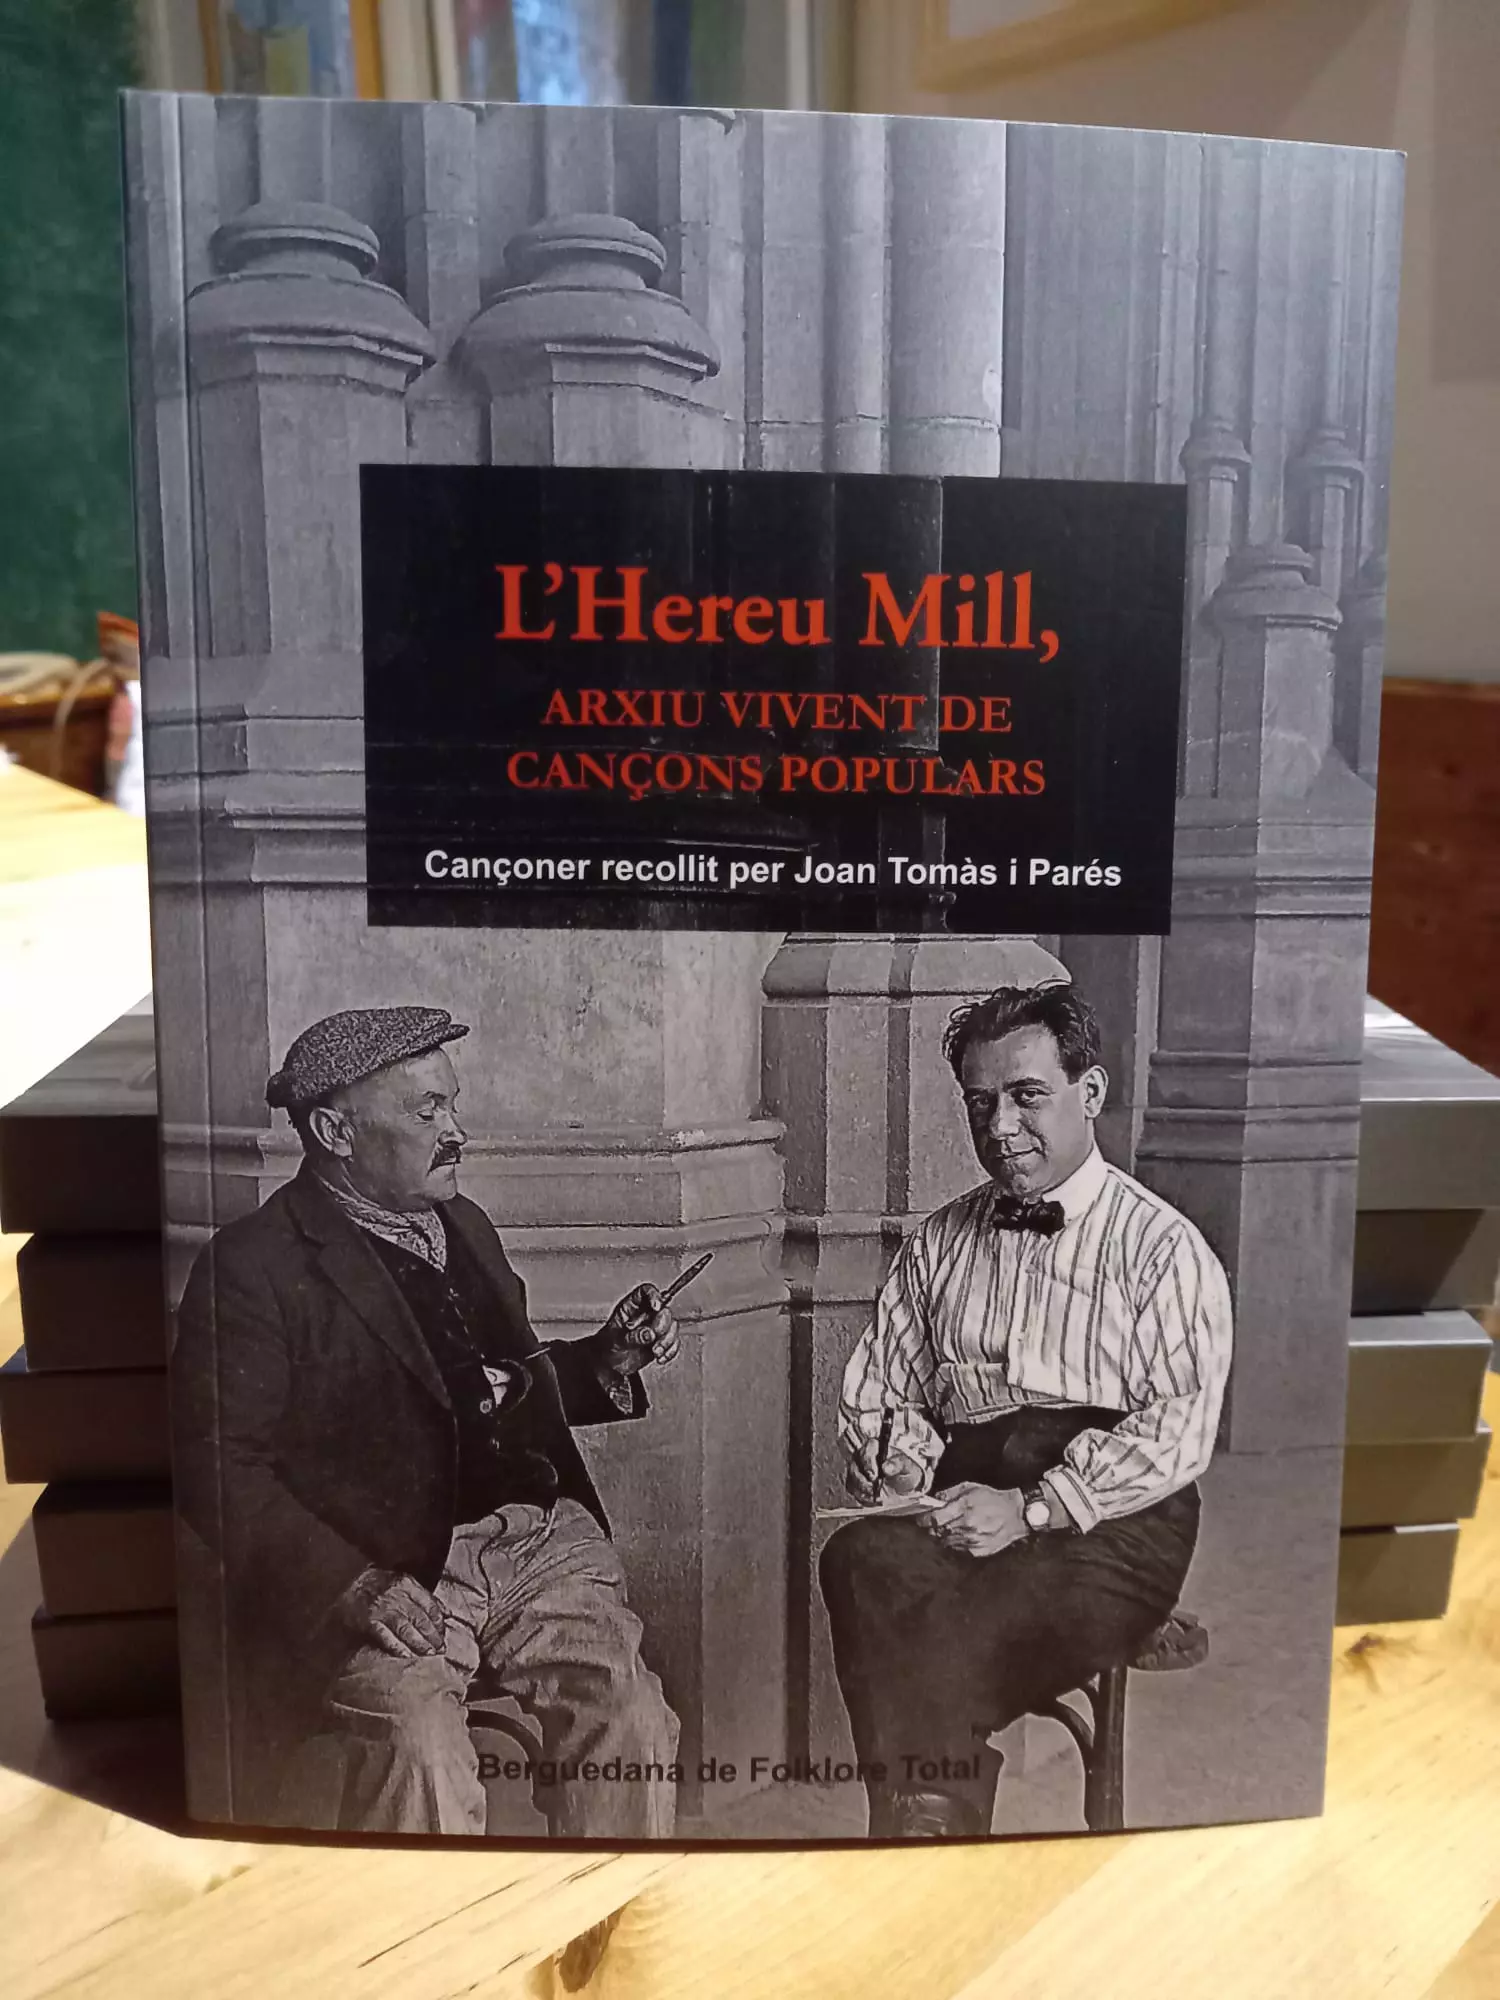 L'Hereu Mill,
ARXIU VIVENT DE
CANÇONS POPULARS
Cançoner recollit per Joan Tomàs i Parés
Berguedana de Folklore Total